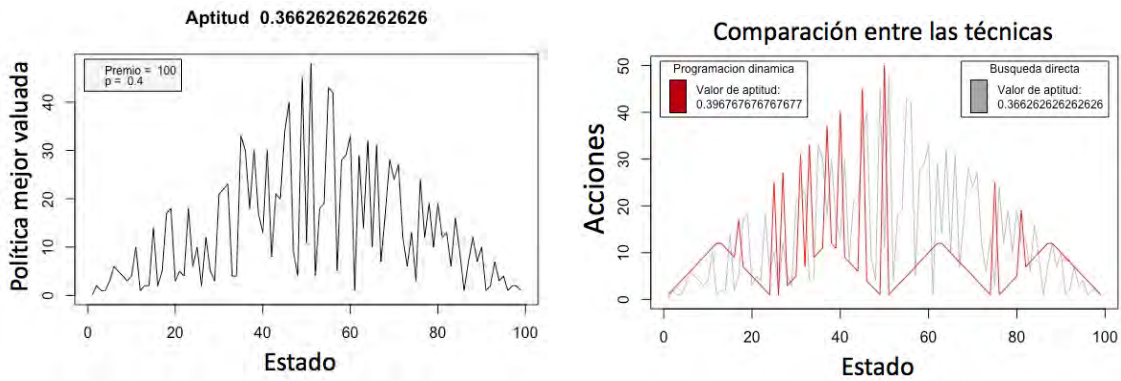 Aptitud 0.366262626262626
Premio = 100
p = 0.4
Política mejor valuada
40
30
20
10
0
0
20
40
60
80
100
Estado
Comparación entre las técnicas
Programacion dinamica
Valor de aptitud:
0.396767676767677
Busqueda directa
Valor de aptitud:
0.366262626262626
Acciones
50
40
30
20
10
0
0
20
40
60
80
100
Estado